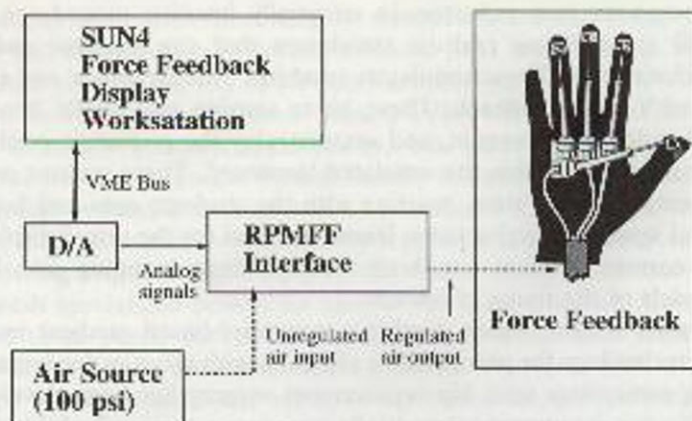 SUN4
Force Feedback
Display
Worksatation
VME Bus
D/A
RPMFF
Interface
Analog
signals
Unregulated
air input
Regulated
air output
Force Feedback
Air Source
(100 psi)